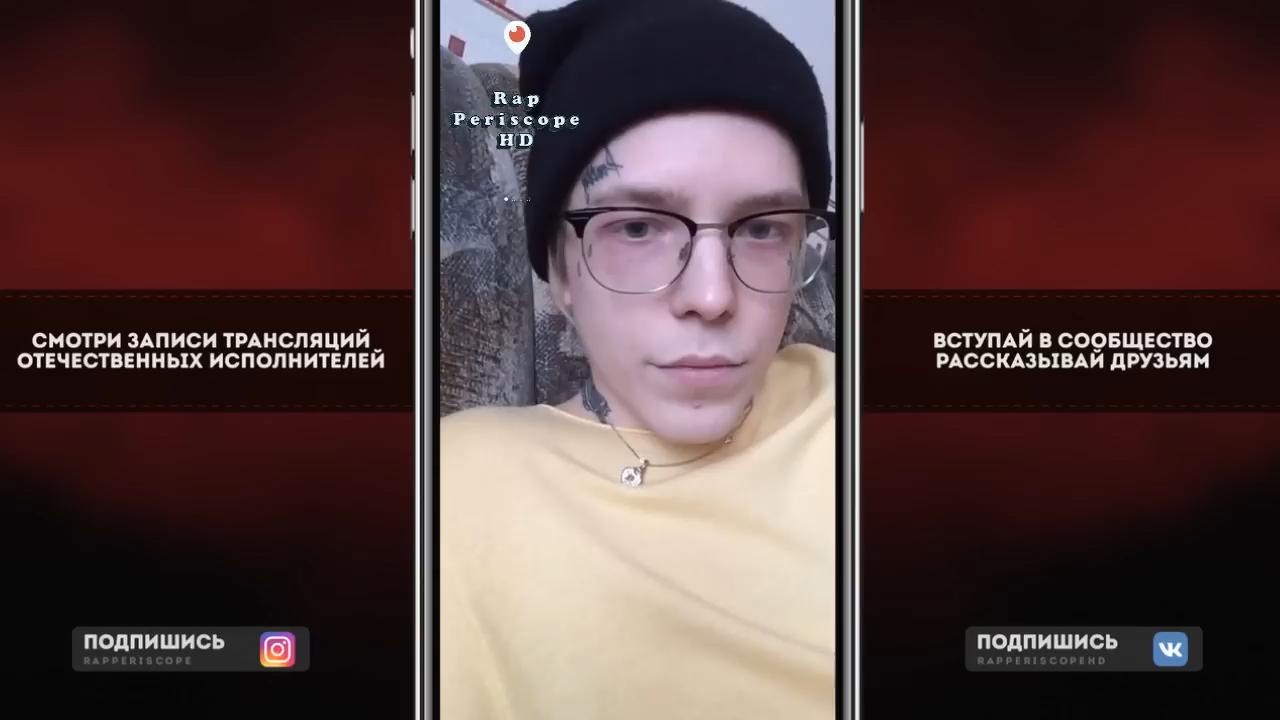 Rap
Periscope
HD
СМОТРИ ЗАПИСИ ТРАНСЛЯЦИЙ
ОТЕЧЕСТВЕННЫХ ИСПОЛНИТЕЛЕЙ
ВСТУПАЙ В СООБЩЕСТВО
РАССКАЗЫВАЙ ДРУЗЬЯМ
ПОДПИШИСЬ
RAPPERISCOPE
ПОДПИШИСЬ
RAPPERISCOPEHD